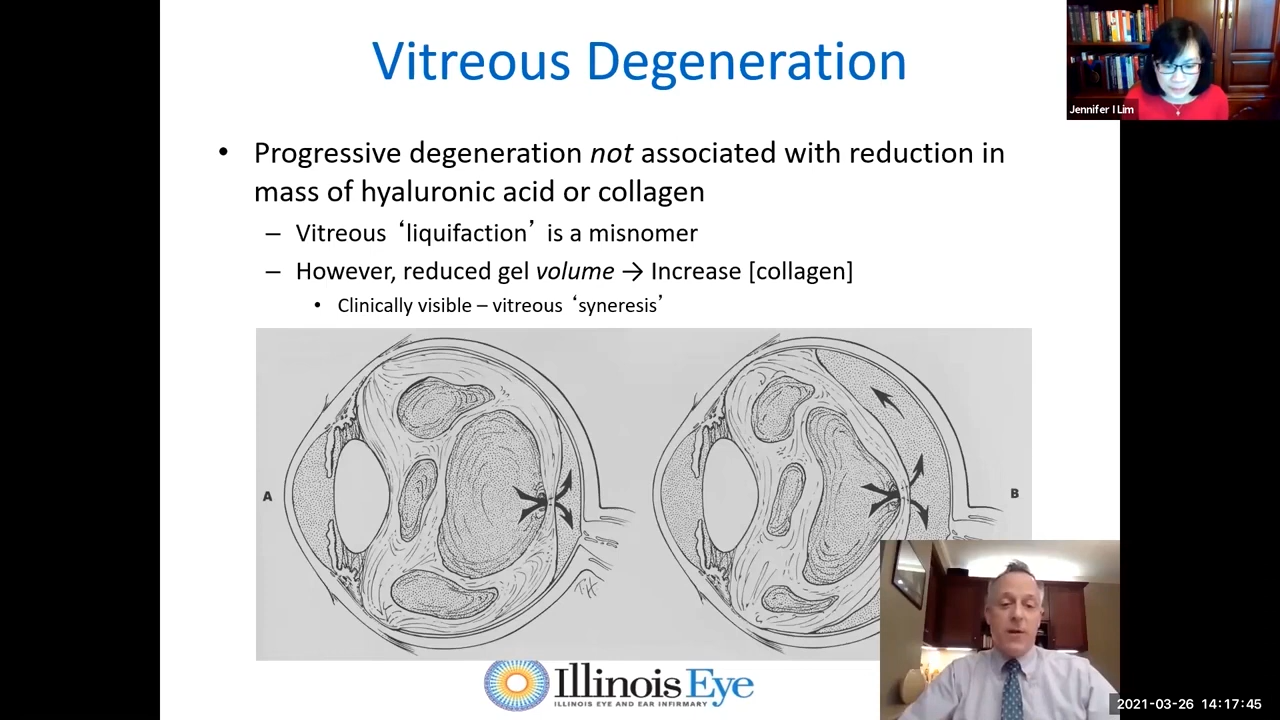 Vitreous Degeneration
Jennifer I Lim
• Progressive degeneration not associated with reduction in
mass of hyaluronic acid or collagen
– Vitreous ‘liquifaction’ is a misnomer
– However, reduced gel volume → Increase [collagen]
• Clinically visible – vitreous ‘syneresis’
A
B
Illinois Eye
ILLINOIS EYE AND EAR INFIRMARY
2021-03-26 14:17:45